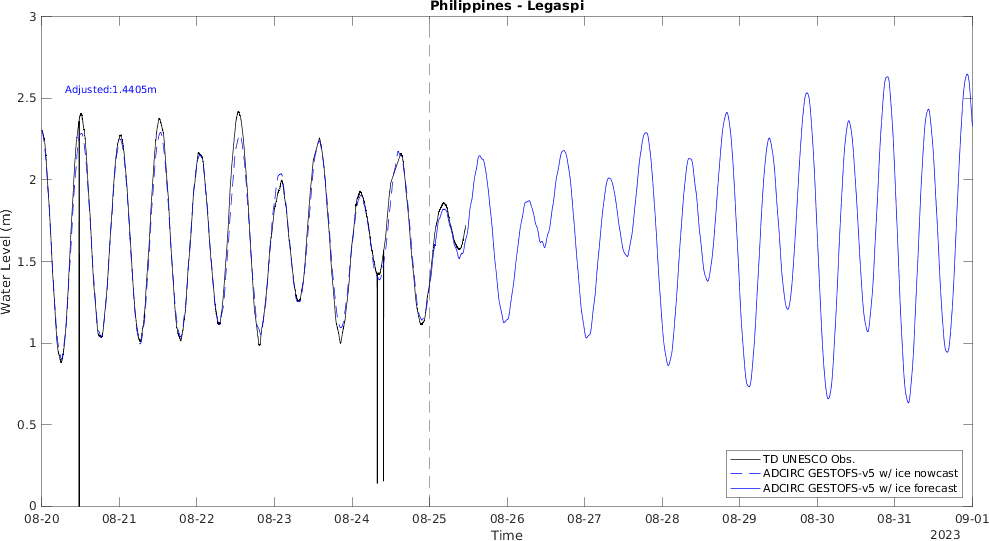 Philippines - Legaspi
Water Level (m)
3
2.5
2
1.5
1
0.5
0
Adjusted:1.4405m
TD UNESCO Obs.
ADCIRC GESTOFS-v5 w/ ice nowcast
ADCIRC GESTOFS-v5 w/ ice forecast
08-20 08-21 08-22 08-23 08-24 08-25 08-26 08-27 08-28 08-29 08-30 08-31 09-01
Time
2023